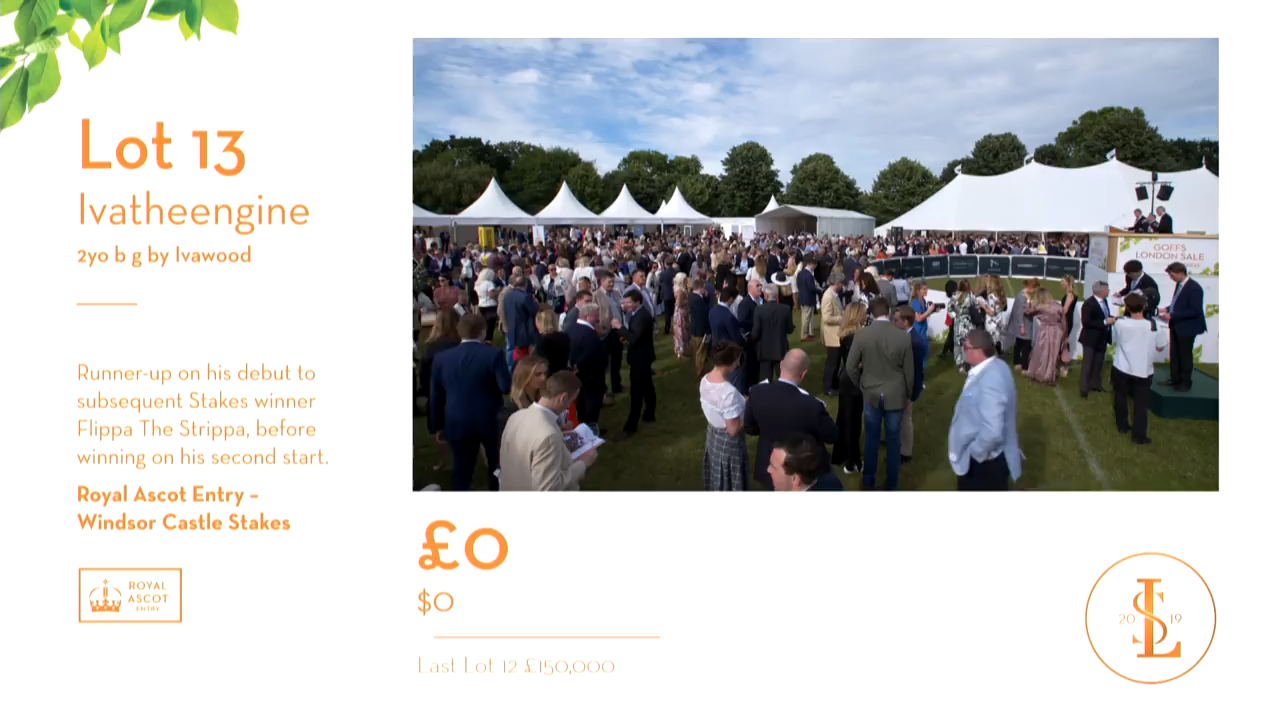 Lot 13
Ivatheengine
2yo b g by Ivawood
Runner-up on his debut to
subsequent Stakes winner
Flippa The Strippa, before
winning on his second start.
Royal Ascot Entry –
Windsor Castle Stakes
ROYAL
ASCOT
ENTRY
GOFFS
LONDON SALE
£0
$0
Last Lot 12 £150,000
20 SL 19